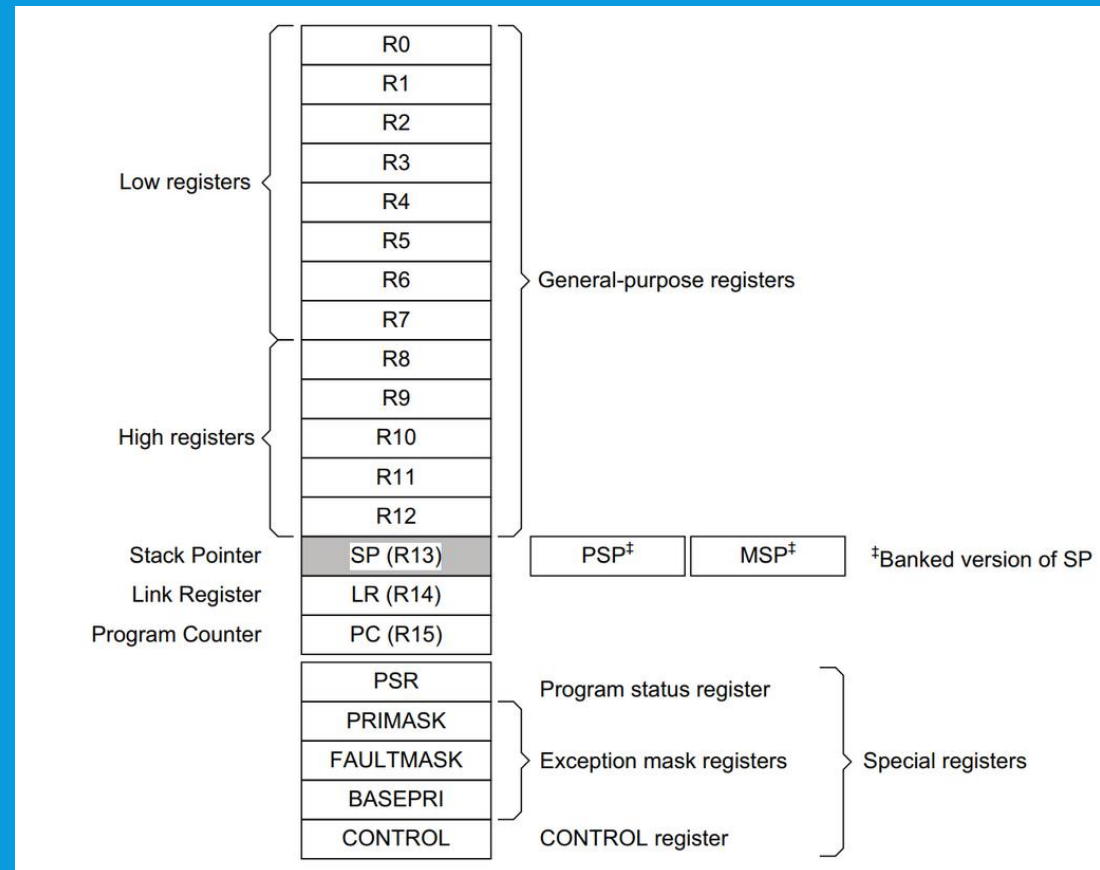 R0
R1
R2
R3
Low registers
R4
R5
R6
General-purpose registers
R7
R8
R9
High registers
R10
R11
R12
Stack Pointer SP (R13) PSP‡ MSP‡ ‡Banked version of SP
Link Register LR (R14)
Program Counter PC (R15)
PSR Program status register
PRIMASK
FAULTMASK Exception mask registers Special registers
BASEPRI
CONTROL CONTROL register